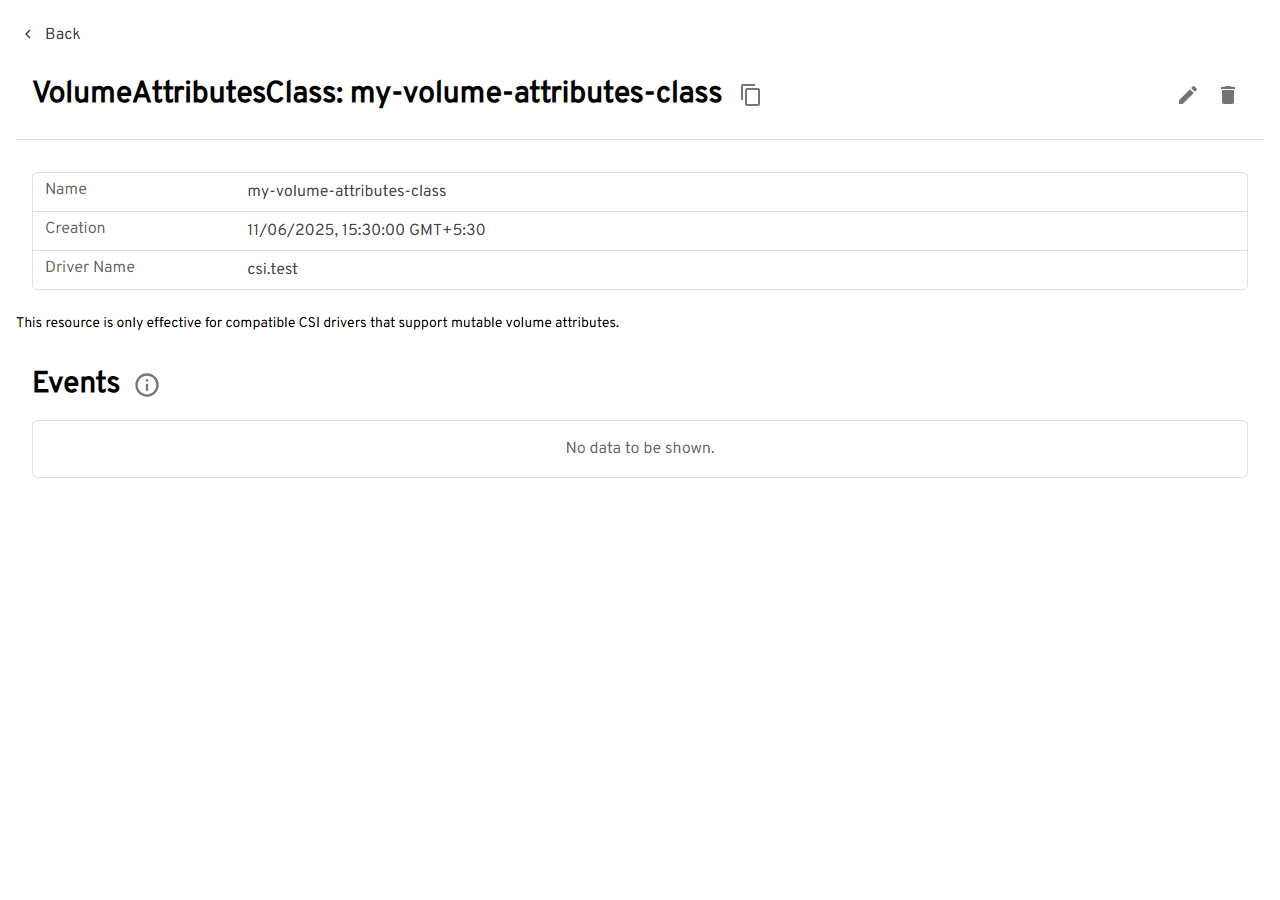 Back
VolumeAttributesClass: my-volume-attributes-class
Name my-volume-attributes-class
Creation 11/06/2025, 15:30:00 GMT+5:30
Driver Name csi.test
This resource is only effective for compatible CSI drivers that support mutable volume attributes.
Events
No data to be shown.